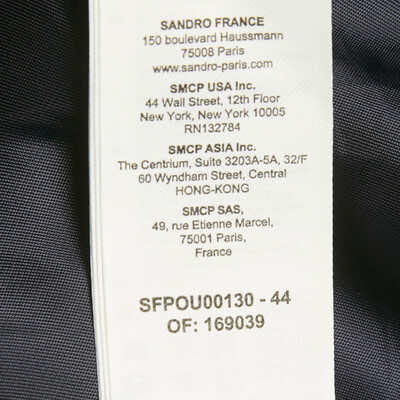 SANDRO FRANCE
150 boulevard Haussmann
75008 Paris
www.sandro-paris.com
SMCP USA Inc.
44 Wall Street, 12th Floor
New York, New York 10005
RN132784
SMCP ASIA Inc.
The Centrium, Suite 3203A-5A, 32/F
60 Wyndham Street, Central
HONG-KONG
SMCP SAS,
49, rue Etienne Marcel,
75001 Paris,
France
SFPOU00130 - 44
OF: 169039